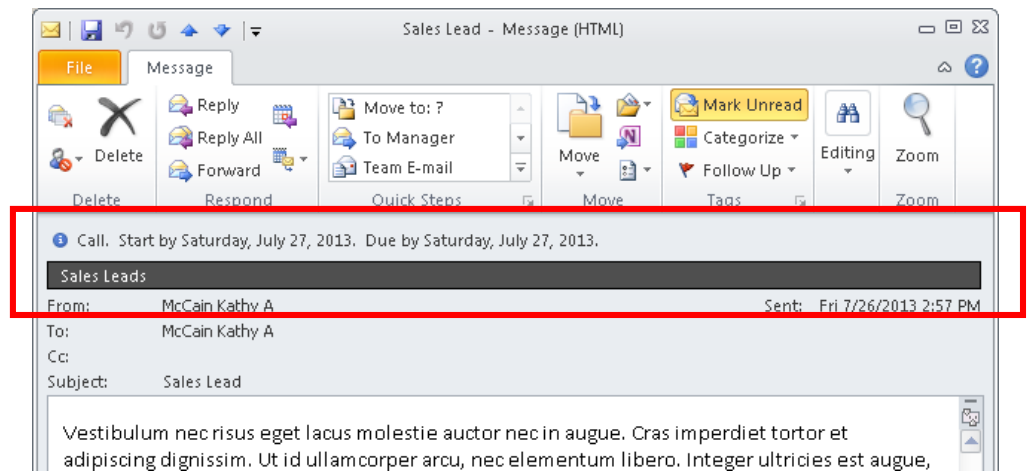 Sales Lead - Message (HTML)
File Message
Delete
Reply
Reply All
Forward
Move to: ?
To Manager
Team E-mail
Move
Mark Unread
Categorize
Follow Up
Editing
Zoom
Delete Respond Quick Steps Move Tags Zoom
Call. Start by Saturday, July 27, 2013. Due by Saturday, July 27, 2013.
Sales Leads
From: McCain Kathy A Sent: Fri 7/26/2013 2:57 PM
To: McCain Kathy A
Cc:
Subject: Sales Lead
Vestibulum nec risus eget lacus molestie auctor nec in augue. Cras imperdiet tortor et
adipiscing dignissim. Ut id ullamcorper arcu, nec elementum libero. Integer ultricies est augue,